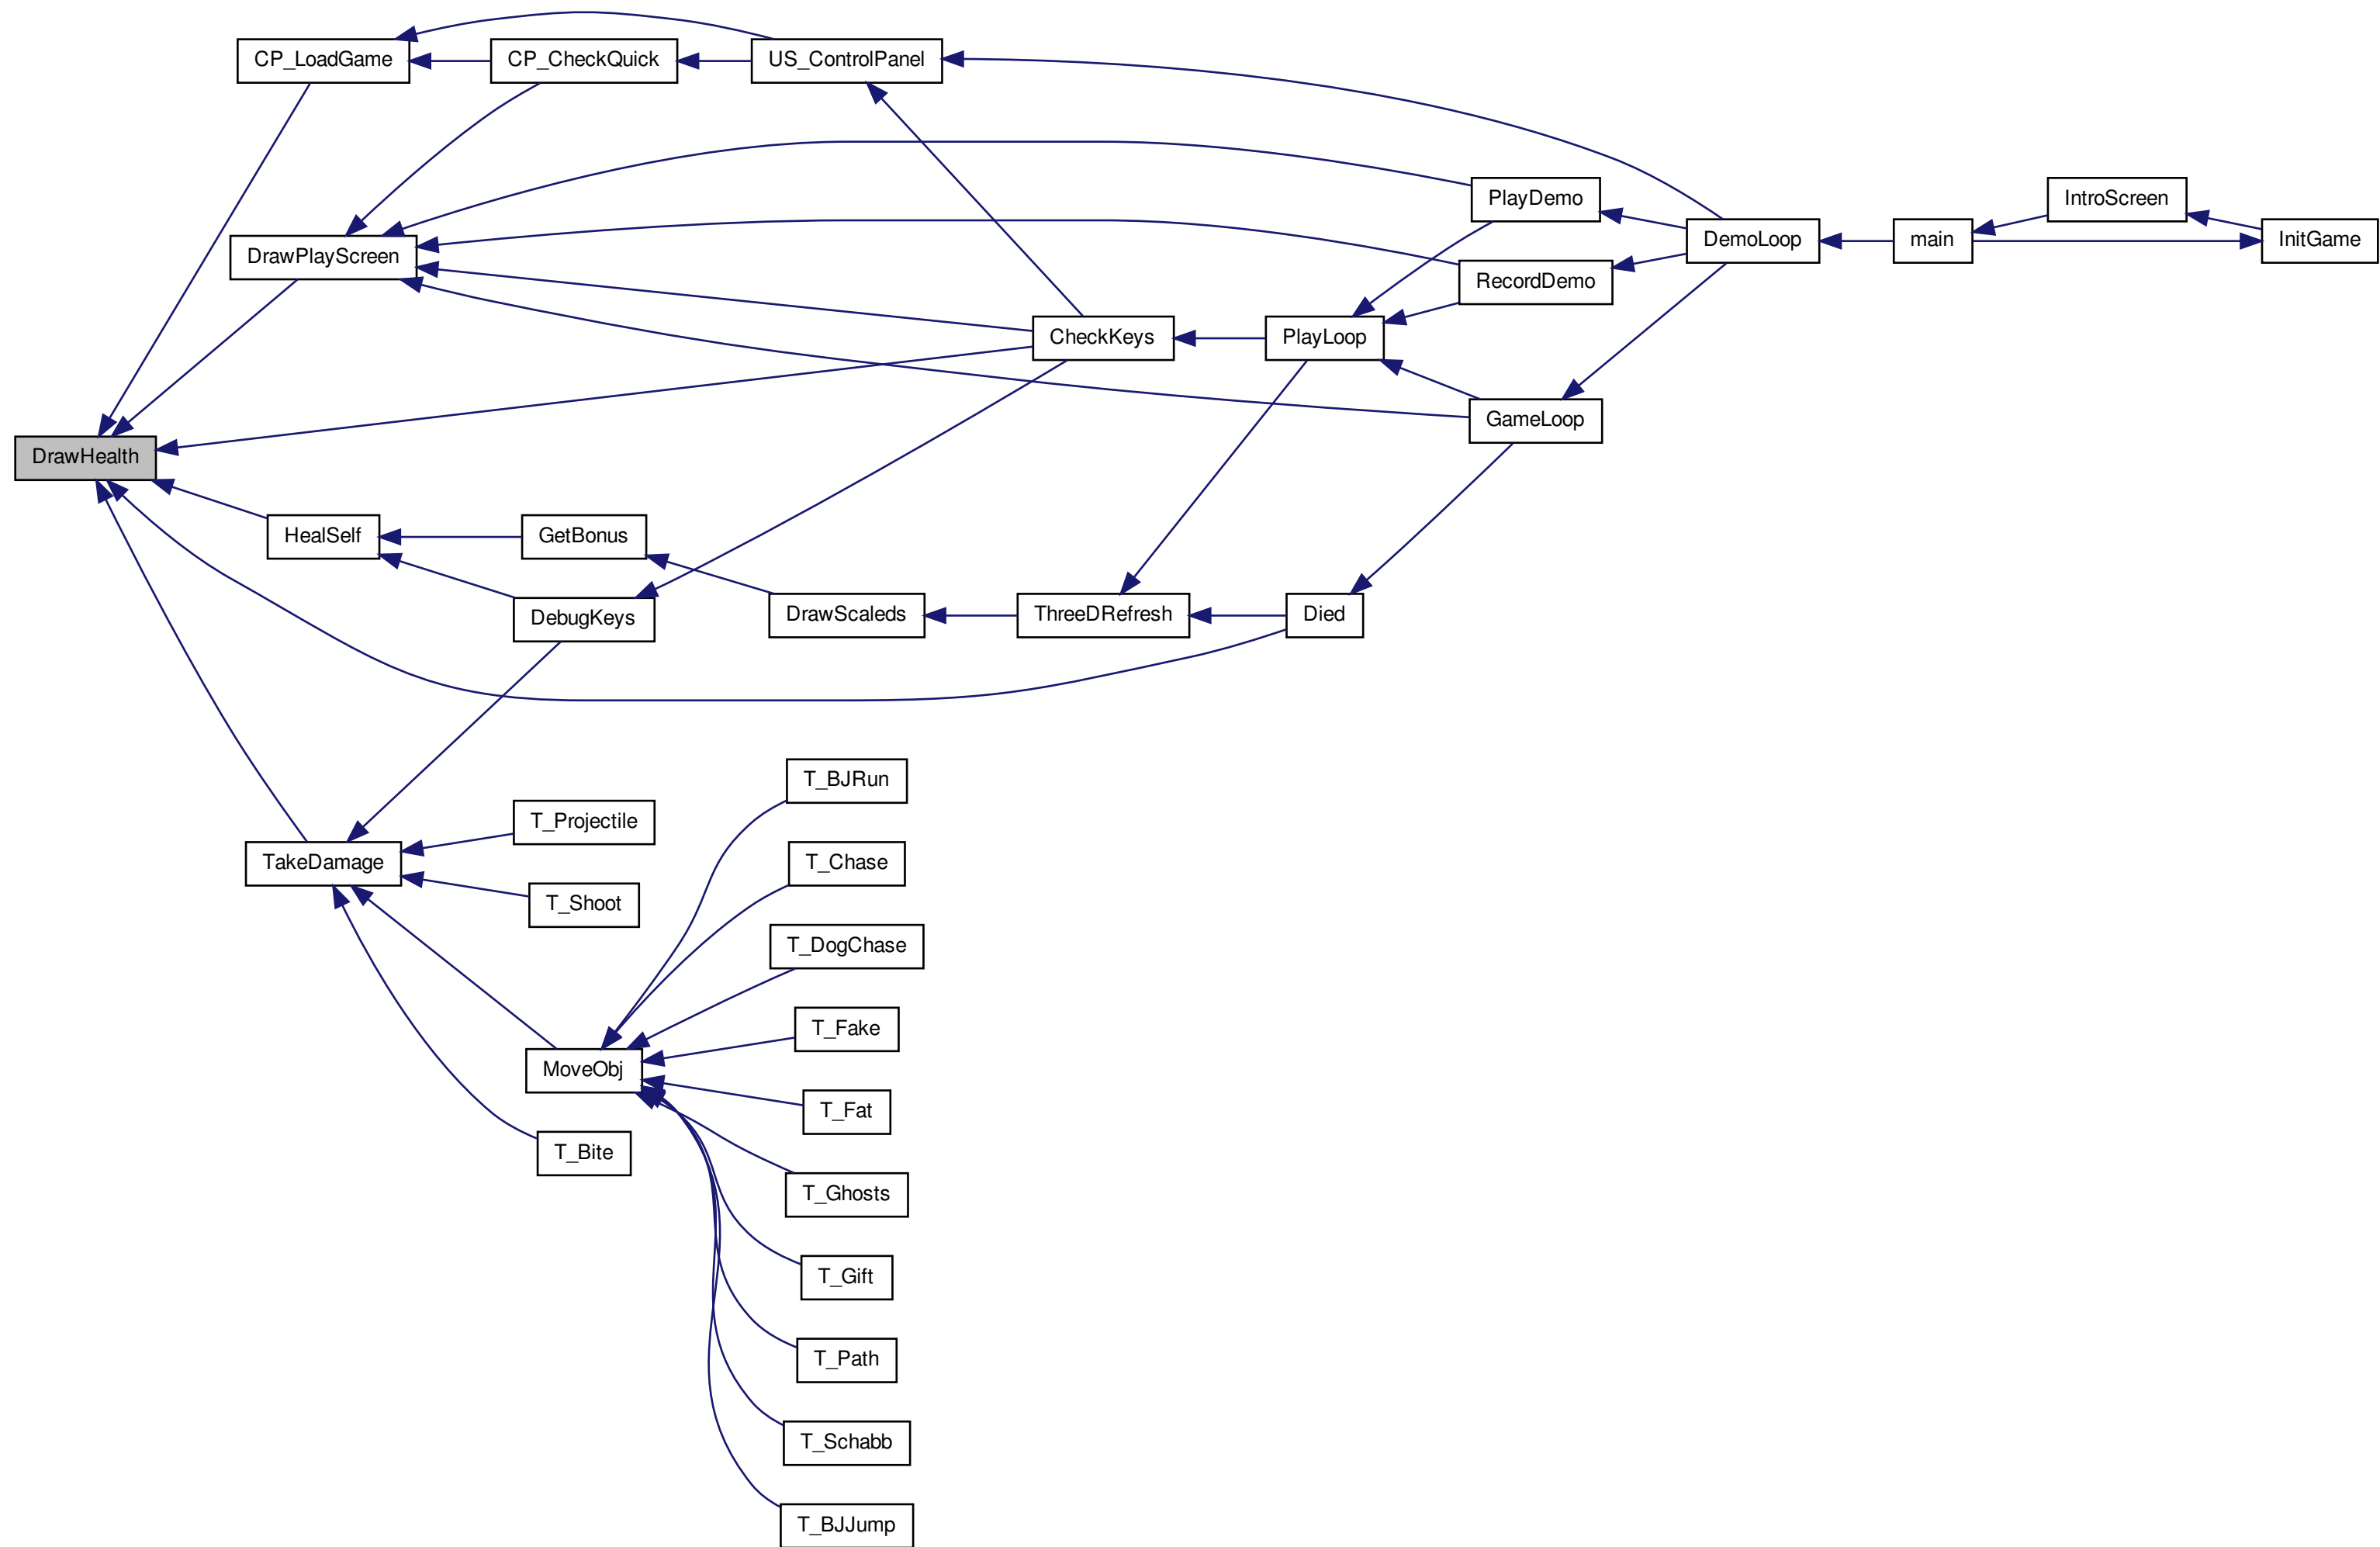 CP_LoadGame
CP_CheckQuick
US_ControlPanel
PlayDemo
IntroScreen
DrawPlayScreen
DemoLoop
main
InitGame
RecordDemo
CheckKeys
PlayLoop
GameLoop
DrawHealth
HealSelf
GetBonus
DebugKeys
DrawScaleds
ThreeDRefresh
Died
T_BJRun
T_Projectile
TakeDamage
T_Chase
T_Shoot
T_DogChase
T_Fake
MoveObj
T_Fat
T_Bite
T_Ghosts
T_Gift
T_Path
T_Schabb
T_BJJump